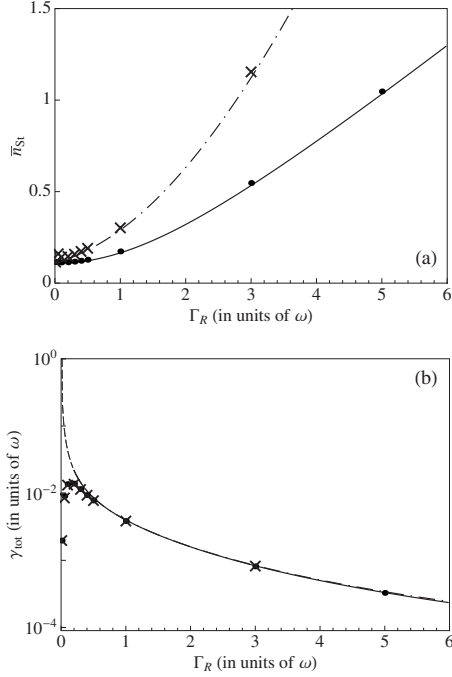 1.5
1
n̄St
0.5
(a)
0
0 1 2 3 4 5 6
ΓR (in units of ω)
10⁰
(b)
γtot (in units of ω)
10⁻²
10⁻⁴
0 1 2 3 4 5 6
ΓR (in units of ω)